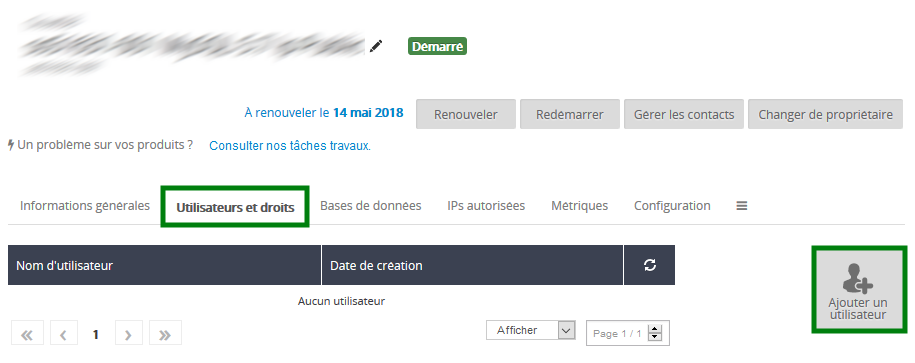 Démarré
À renouveler le 14 mai 2018
Renouveler
Redémarrer
Gérer les contacts
Changer de propriétaire
Un problème sur vos produits ? Consulter nos tâches travaux.
Informations générales
Utilisateurs et droits
Bases de données
IPs autorisées
Métriques
Configuration
Nom d'utilisateur
Date de création
Aucun utilisateur
Ajouter un
utilisateur
« ‹ 1 › »
Afficher
Page 1 / 1